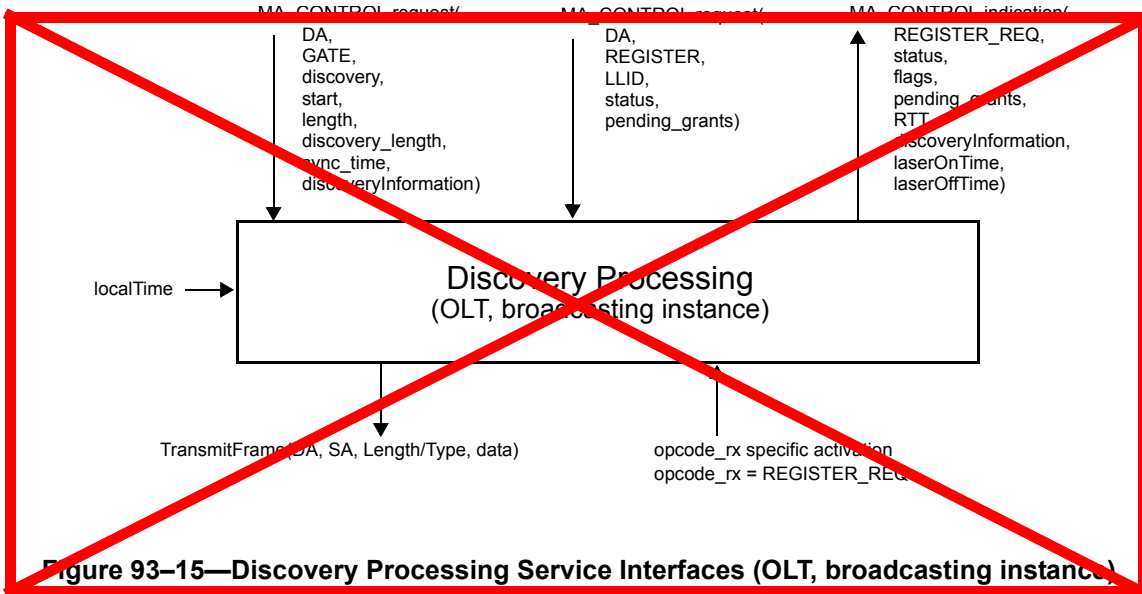 MA_CONTROL.request(
DA,
GATE,
discovery,
start,
length,
discovery_length,
sync_time,
discoveryInformation)
MA_CONTROL.request(
DA,
REGISTER,
LLID,
status,
pending_grants)
MA_CONTROL.indication(
REGISTER_REQ,
status,
flags,
pending_grants,
RTT,
discoveryInformation,
laserOnTime,
laserOffTime)
localTime
Discovery Processing
(OLT, broadcasting instance)
TransmitFrame(DA, SA, Length/Type, data)
opcode_rx specific activation
opcode_rx = REGISTER_REQ
Figure 93–15—Discovery Processing Service Interfaces (OLT, broadcasting instance)